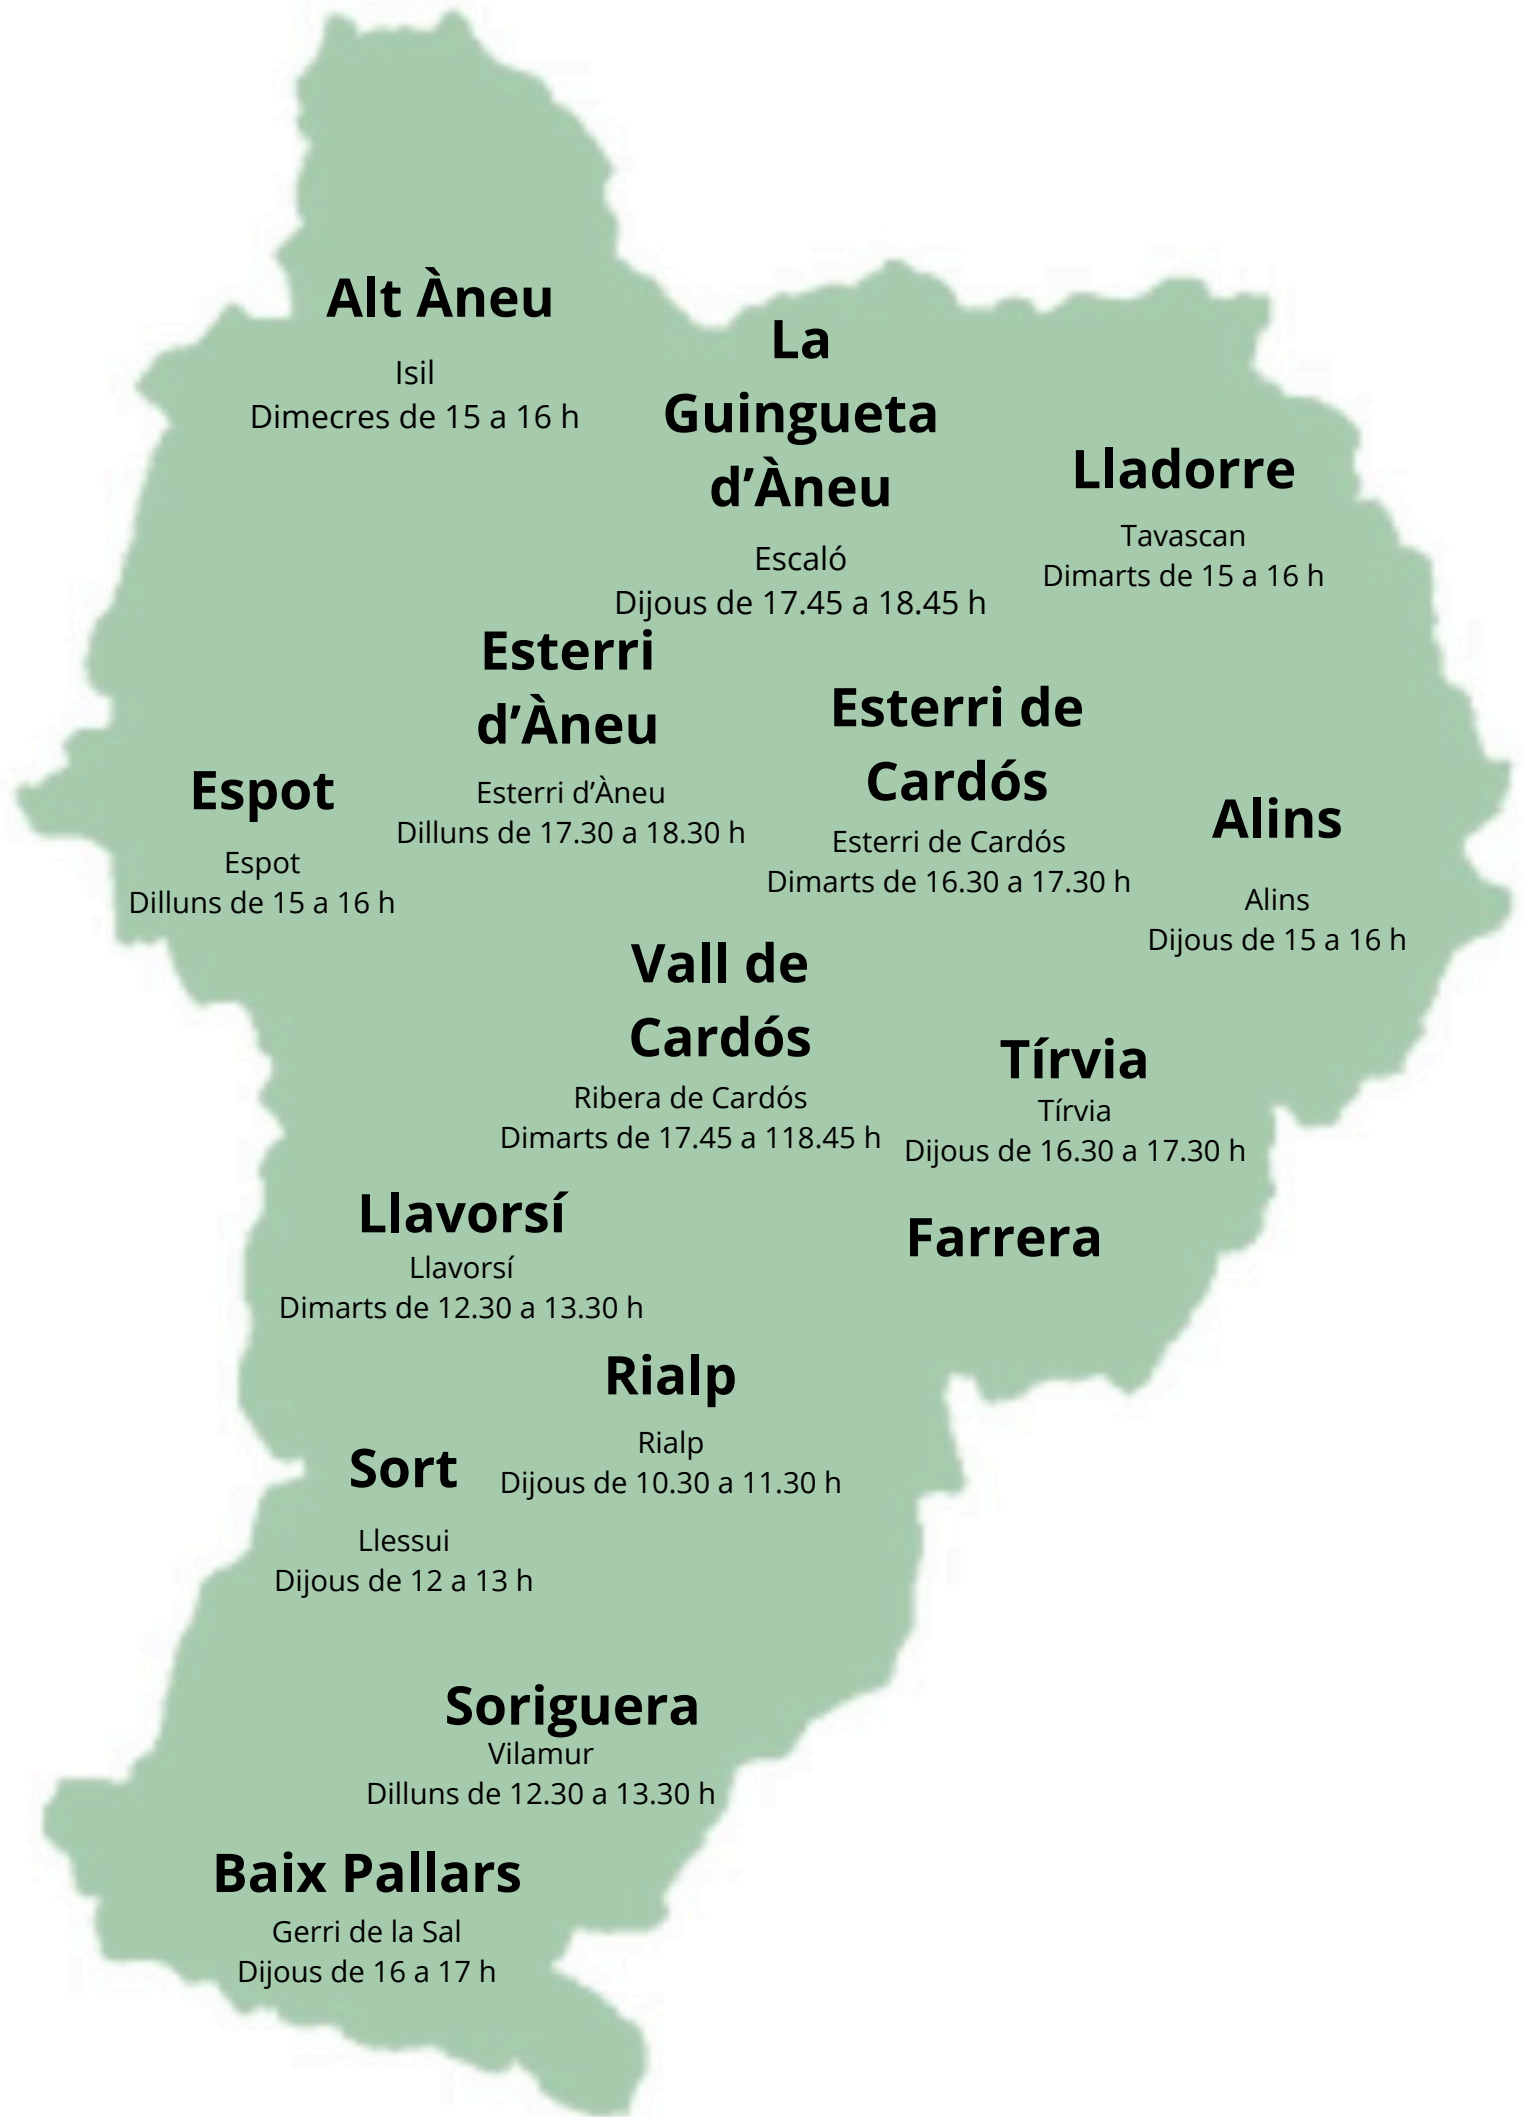 Alt Àneu
Isil
Dimecres de 15 a 16 h
La
Guingueta
d’Àneu
Escaló
Dijous de 17.45 a 18.45 h
Lladorre
Tavascan
Dimarts de 15 a 16 h
Esterri
d’Àneu
Esterri d’Àneu
Dilluns de 17.30 a 18.30 h
Esterri de
Cardós
Esterri de Cardós
Dimarts de 16.30 a 17.30 h
Espot
Espot
Dilluns de 15 a 16 h
Alins
Alins
Dijous de 15 a 16 h
Vall de
Cardós
Ribera de Cardós
Dimarts de 17.45 a 118.45 h
Tírvia
Tírvia
Dijous de 16.30 a 17.30 h
Llavorsí
Llavorsí
Dimarts de 12.30 a 13.30 h
Farrera
Rialp
Rialp
Dijous de 10.30 a 11.30 h
Sort
Llessui
Dijous de 12 a 13 h
Soriguera
Vilamur
Dilluns de 12.30 a 13.30 h
Baix Pallars
Gerri de la Sal
Dijous de 16 a 17 h